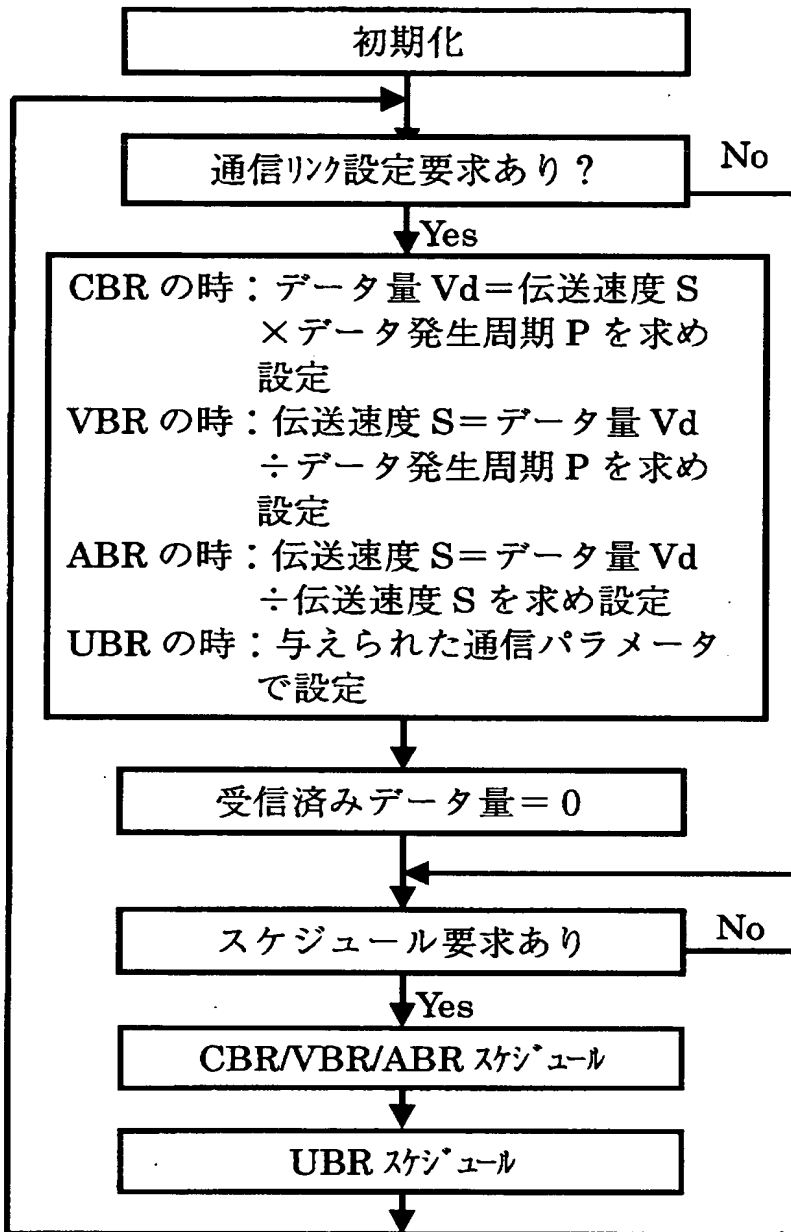 初期化
通信リンク設定要求あり?
No
Yes
CBR の時：データ量 Vd＝伝送速度 S
×データ発生周期 P を求め
設定
VBR の時：伝送速度 S＝データ量 Vd
÷データ発生周期 P を求め
設定
ABR の時：伝送速度 S＝データ量 Vd
÷伝送速度 S を求め設定
UBR の時：与えられた通信パラメータ
で設定
受信済みデータ量＝0
スケジュール要求あり
No
Yes
CBR/VBR/ABR スケジュール
UBR スケジュール